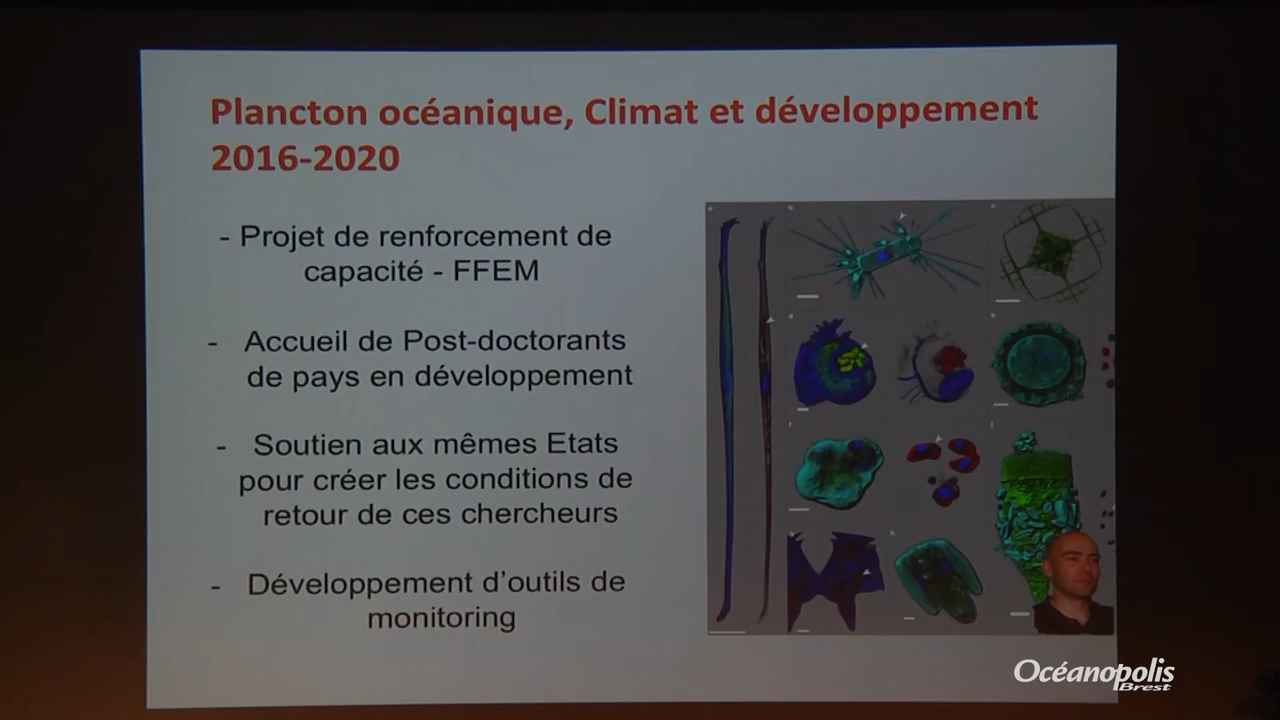 Plancton océanique, Climat et développement
2016-2020
- Projet de renforcement de
capacité - FFEM
- Accueil de Post-doctorants
de pays en développement
- Soutien aux mêmes Etats
pour créer les conditions de
retour de ces chercheurs
- Développement d'outils de
monitoring
Océanopolis
Brest